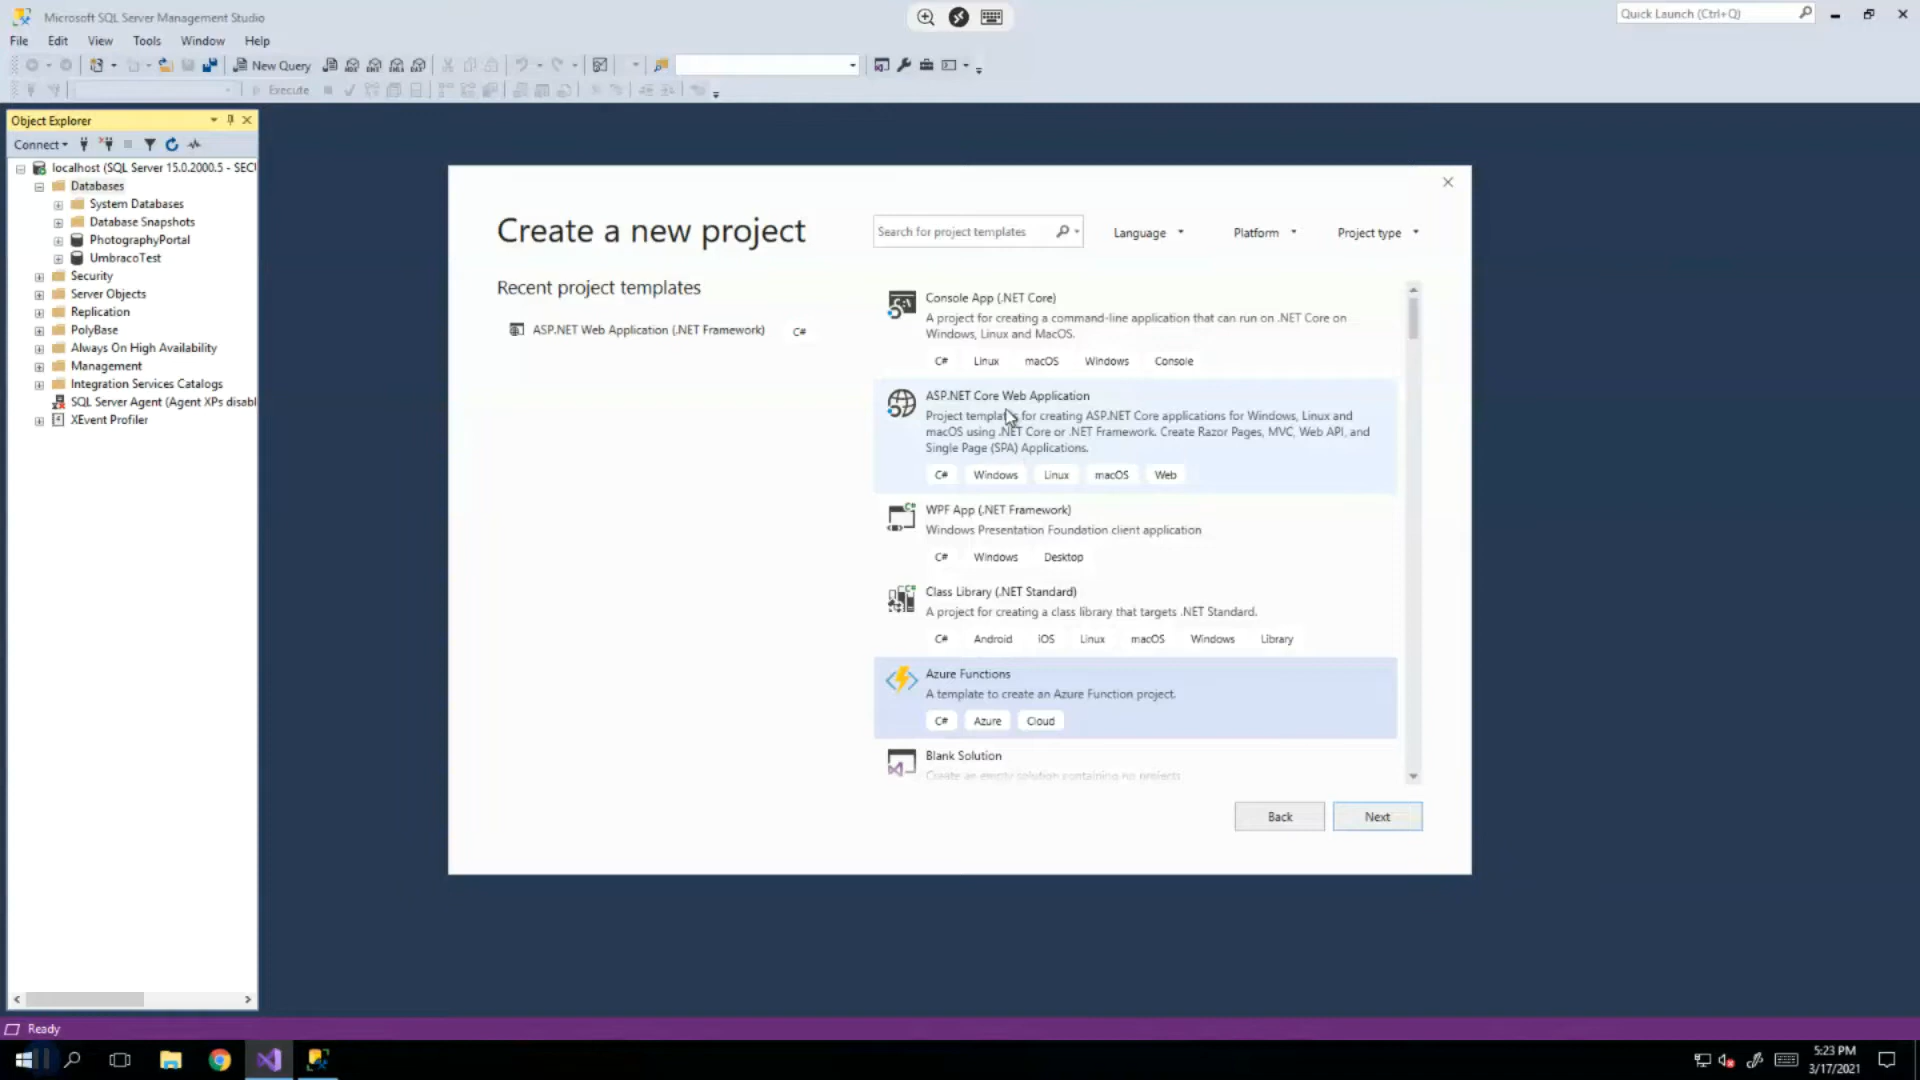 Microsoft SQL Server Management Studio
Quick Launch (Ctrl+Q)
File Edit View Tools Window Help
New Query
Execute
Object Explorer
Connect
localhost (SQL Server 15.0.2000.5 - SECU
Databases
System Databases
Database Snapshots
PhotographyPortal
UmbracoTest
Security
Server Objects
Replication
PolyBase
Always On High Availability
Management
Integration Services Catalogs
SQL Server Agent (Agent XPs disabl
XEvent Profiler
Create a new project
Search for project templates
Language
Platform
Project type
Recent project templates
ASP.NET Web Application (.NET Framework) C#
Console App (.NET Core)
A project for creating a command-line application that can run on .NET Core on
Windows, Linux and MacOS.
C# Linux macOS Windows Console
ASP.NET Core Web Application
Project templates for creating ASP.NET Core applications for Windows, Linux and
macOS using .NET Core or .NET Framework. Create Razor Pages, MVC, Web API, and
Single Page (SPA) Applications.
C# Windows Linux macOS Web
WPF App (.NET Framework)
Windows Presentation Foundation client application
C# Windows Desktop
Class Library (.NET Standard)
A project for creating a class library that targets .NET Standard.
C# Android iOS Linux macOS Windows Library
Azure Functions
A template to create an Azure Function project.
C# Azure Cloud
Blank Solution
Create an empty solution containing no projects
Back
Next
Ready
5:23 PM
3/17/2021